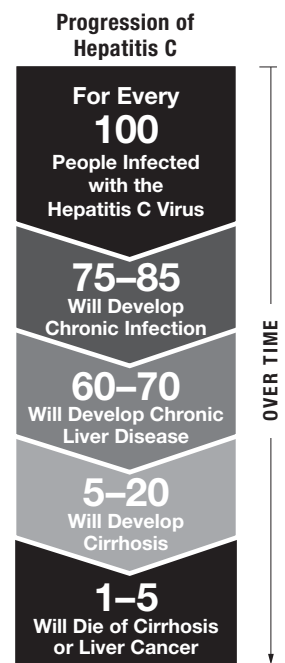 Progression of
Hepatitis C
For Every
100
People Infected
with the
Hepatitis C Virus
75–85
Will Develop
Chronic Infection
60–70
Will Develop Chronic
Liver Disease
5–20
Will Develop
Cirrhosis
1–5
Will Die of Cirrhosis
or Liver Cancer
OVER TIME